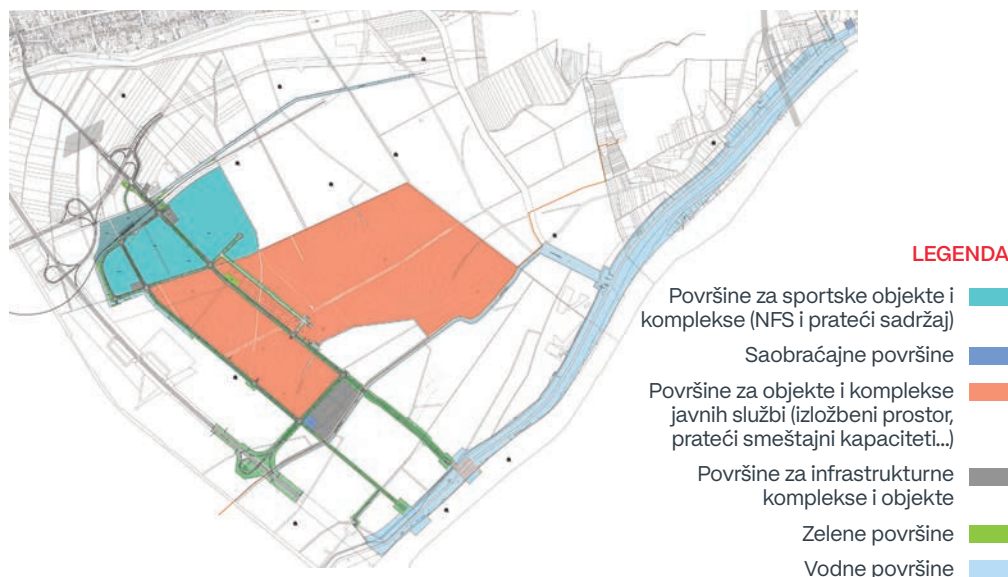 LEGENDA
Površine za sportske objekte i
komplekse (NFS i prateći sadržaj)
Saobraćajne površine
Površine za objekte i komplekse
javnih službi (izložbeni prostor,
prateći smeštajni kapaciteti...)
Površine za infrastrukturne
komplekse i objekte
Zelene površine
Vodne površine